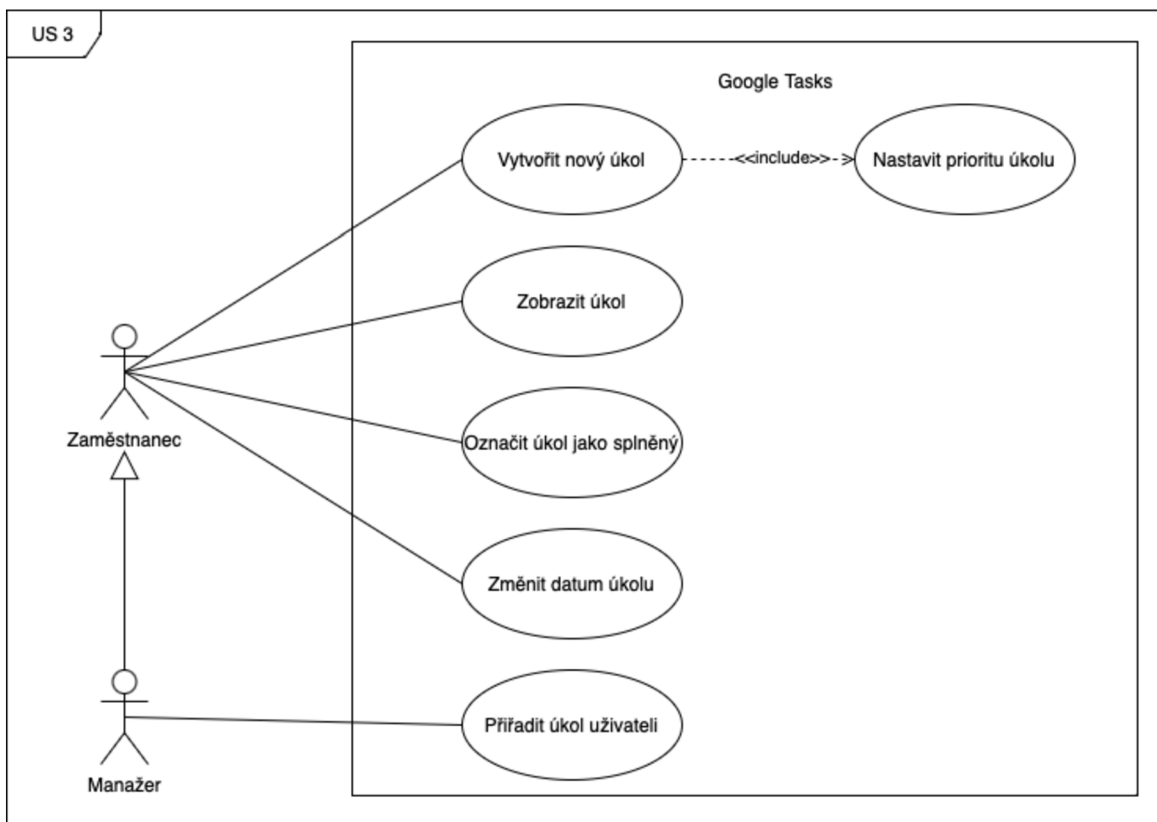 US 3
Google Tasks
Vytvořit nový úkol
<<include>>
Nastavit prioritu úkolu
Zobrazit úkol
Označit úkol jako splněný
Zaměstnanec
Změnit datum úkolu
Přiřadit úkol uživateli
Manažer